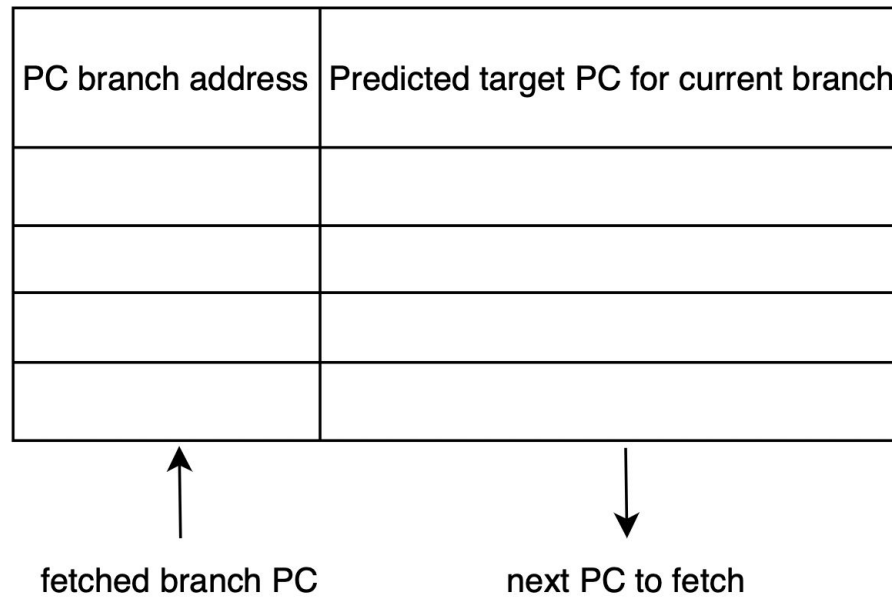 PC branch address
Predicted target PC for current branch
fetched branch PC
next PC to fetch